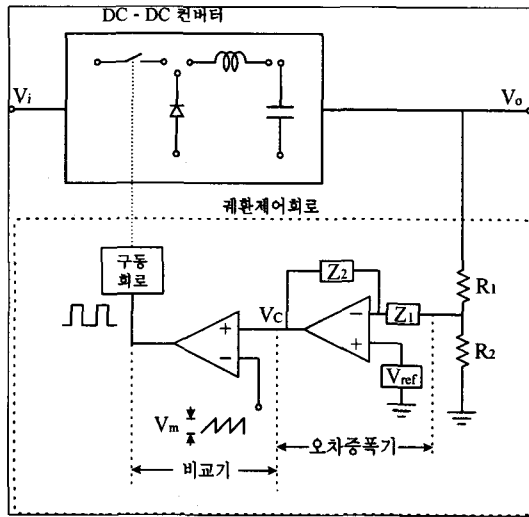 DC - DC 컨버터
Vi
Vo
궤환제어회로
구동
회로
Z2
R1
VC
Z1
R2
Vref
Vm
오차증폭기
비교기